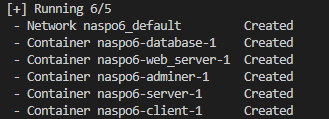 [+] Running 6/5
- Network naspo6_default Created
- Container naspo6-database-1 Created
- Container naspo6-web_server-1 Created
- Container naspo6-adminer-1 Created
- Container naspo6-server-1 Created
- Container naspo6-client-1 Created